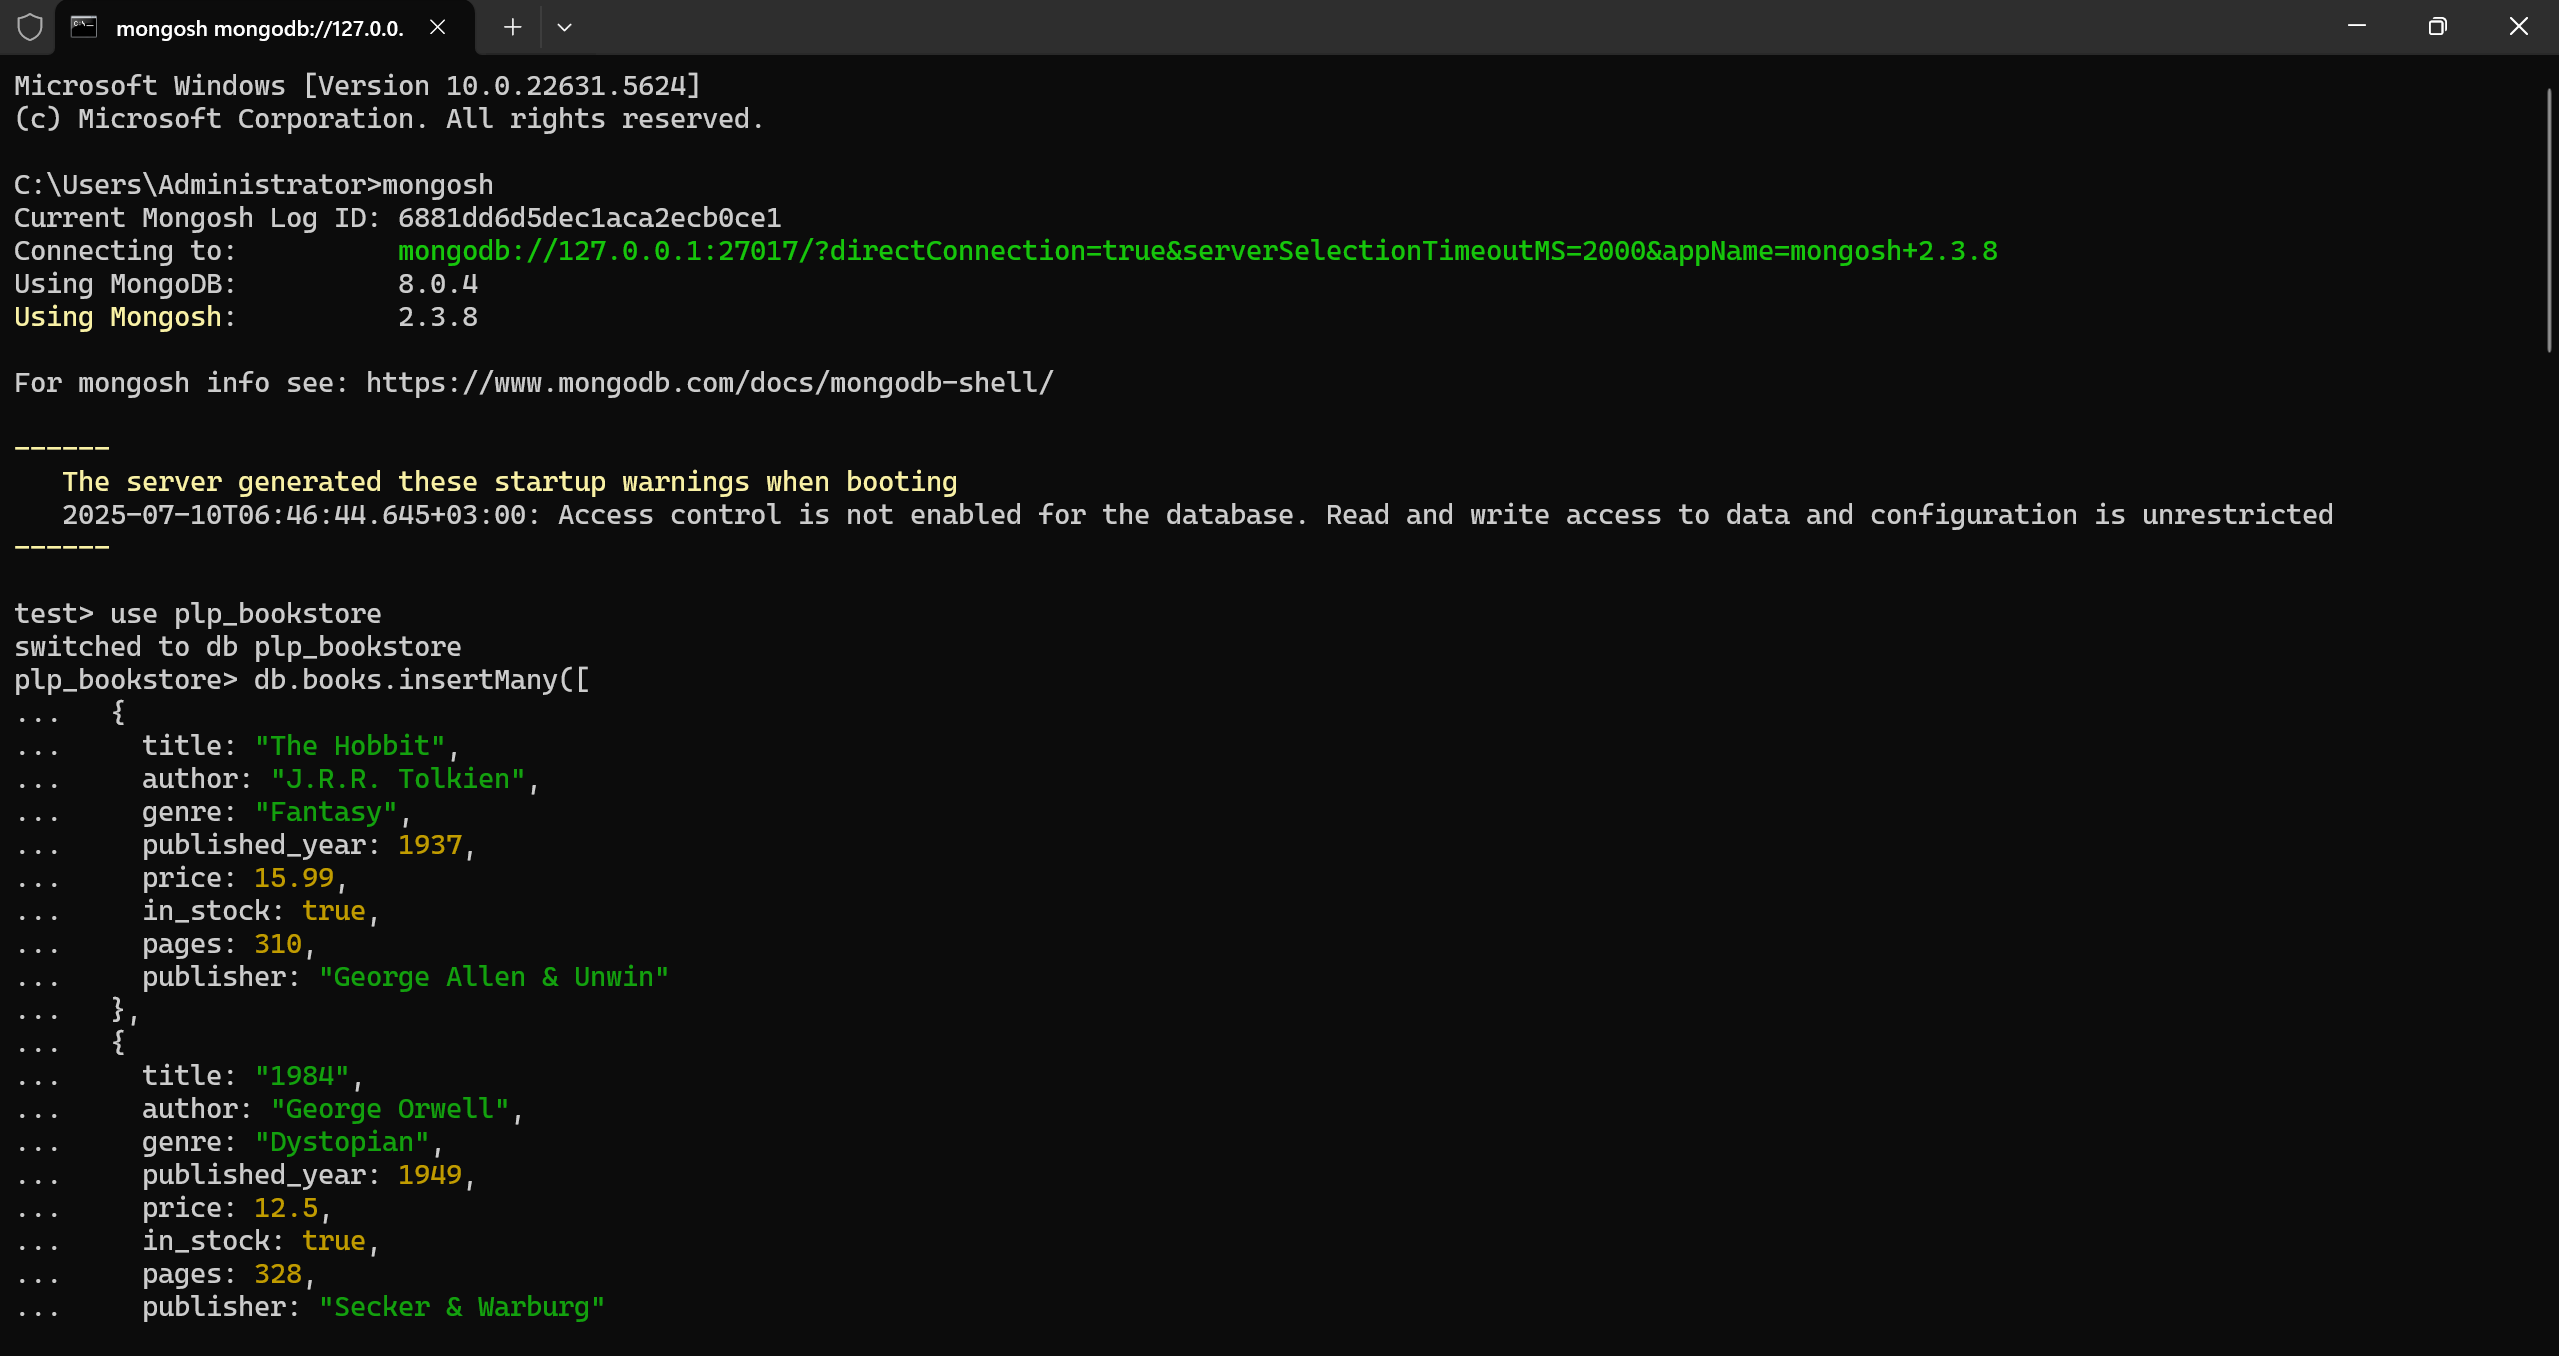 mongosh mongodb://127.0.0.
Microsoft Windows [Version 10.0.22631.5624]
(c) Microsoft Corporation. All rights reserved.
C:\Users\Administrator>mongosh
Current Mongosh Log ID: 6881dd6d5dec1aca2ecb0ce1
Connecting to:          mongodb://127.0.0.1:27017/?directConnection=true&serverSelectionTimeoutMS=2000&appName=mongosh+2.3.8
Using MongoDB:          8.0.4
Using Mongosh:          2.3.8
For mongosh info see: https://www.mongodb.com/docs/mongodb-shell/
------
   The server generated these startup warnings when booting
   2025-07-10T06:46:44.645+03:00: Access control is not enabled for the database. Read and write access to data and configuration is unrestricted
------
test> use plp_bookstore
switched to db plp_bookstore
plp_bookstore> db.books.insertMany([
...   {
...     title: "The Hobbit",
...     author: "J.R.R. Tolkien",
...     genre: "Fantasy",
...     published_year: 1937,
...     price: 15.99,
...     in_stock: true,
...     pages: 310,
...     publisher: "George Allen & Unwin"
...   },
...   {
...     title: "1984",
...     author: "George Orwell",
...     genre: "Dystopian",
...     published_year: 1949,
...     price: 12.5,
...     in_stock: true,
...     pages: 328,
...     publisher: "Secker & Warburg"